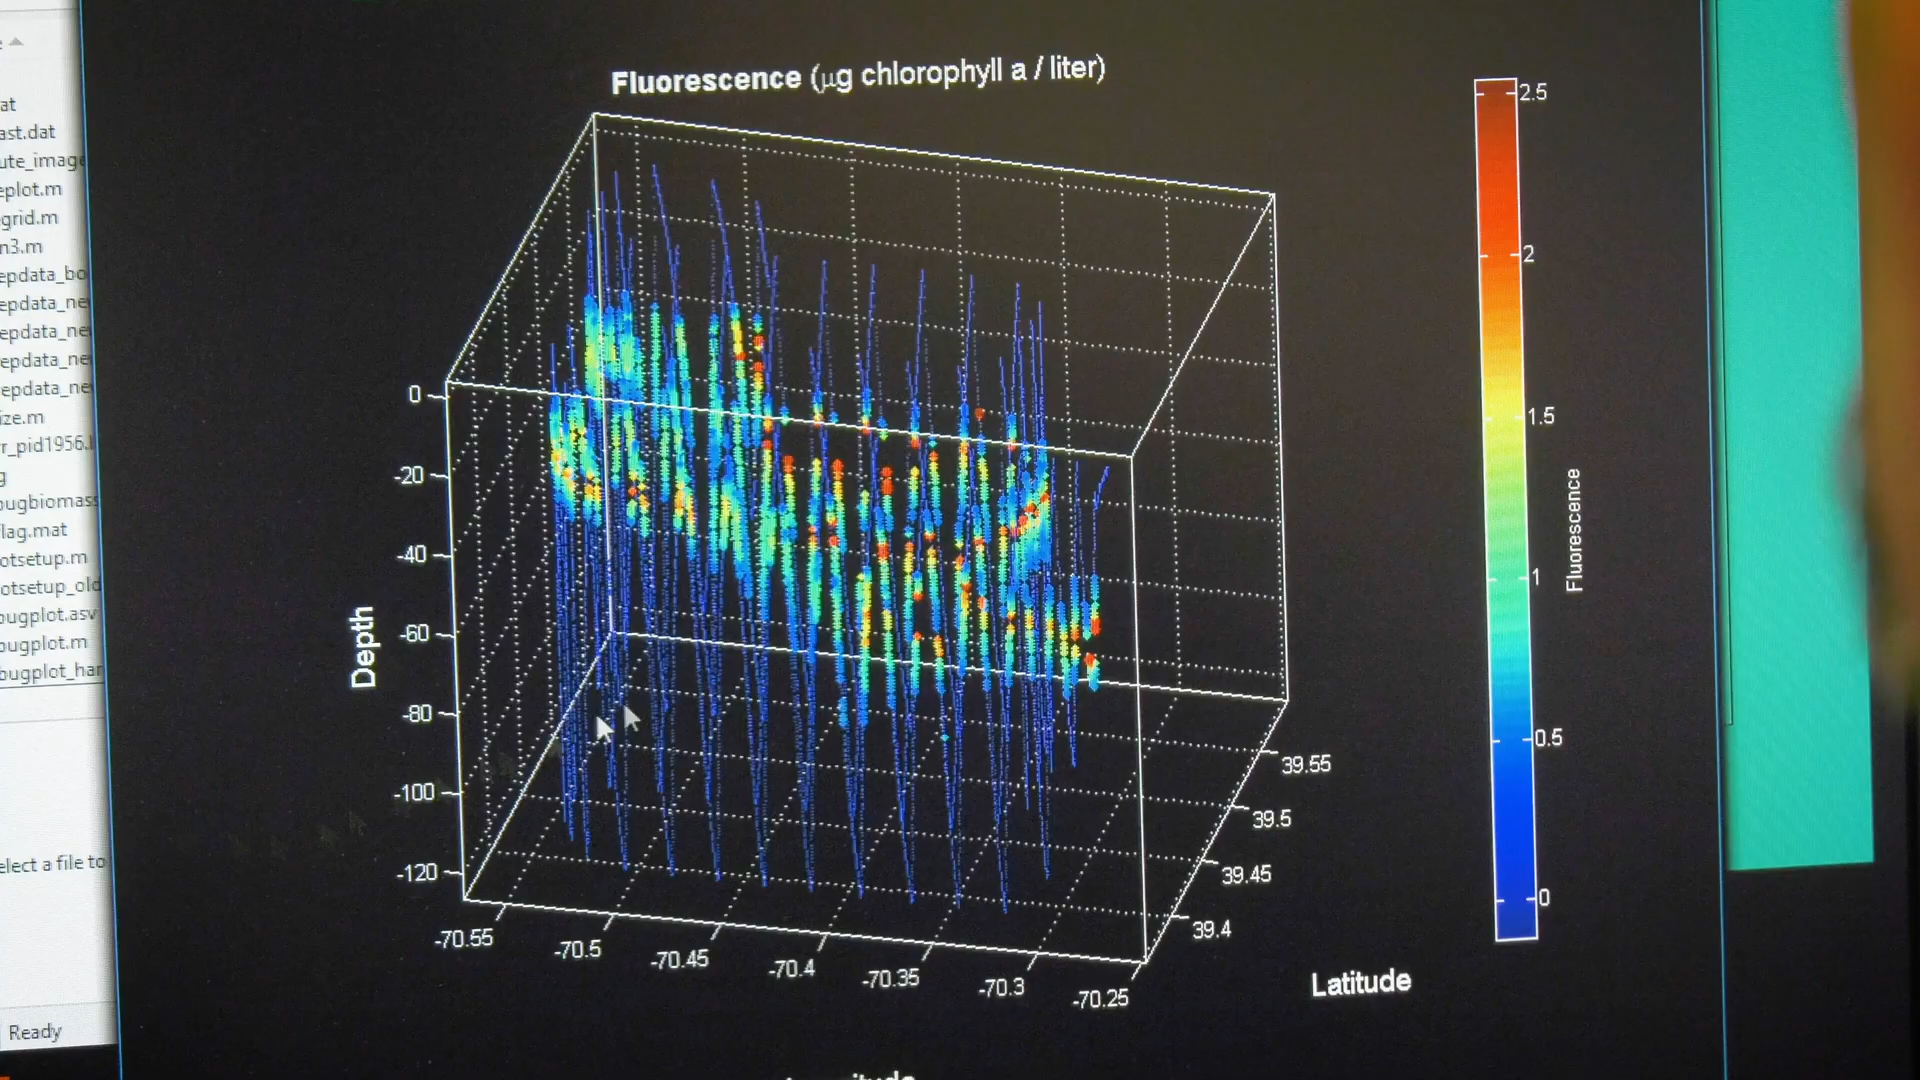 at
ast.dat
ute_image
eplot.m
grid.m
n3.m
epdata_bo
epdata_ne
epdata_ne
epdata_ne
epdata_ne
ize.m
r_pid1956.l
g
ougbiomass
lag.mat
otsetup.m
otsetup_old
ougplot.asv
ougplot.m
ougplot_har
elect a file to
Ready
Fluorescence (µg chlorophyll a / liter)
0
-20
-40
-60
-80
-100
-120
Depth
-70.55
-70.5
-70.45
-70.4
-70.35
-70.3
-70.25
39.55
39.5
39.45
39.4
Latitude
2.5
2
1.5
1
0.5
0
Fluorescence